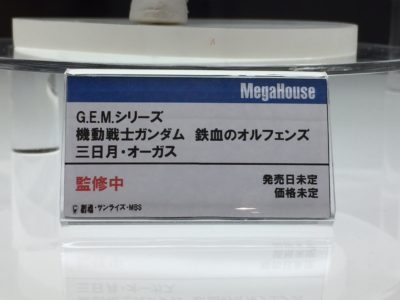 MegaHouse
G.E.M.シリーズ
機動戦士ガンダム 鉄血のオルフェンズ
三日月・オーガス
監修中
発売日未定
価格未定
©創通・サンライズ・MBS